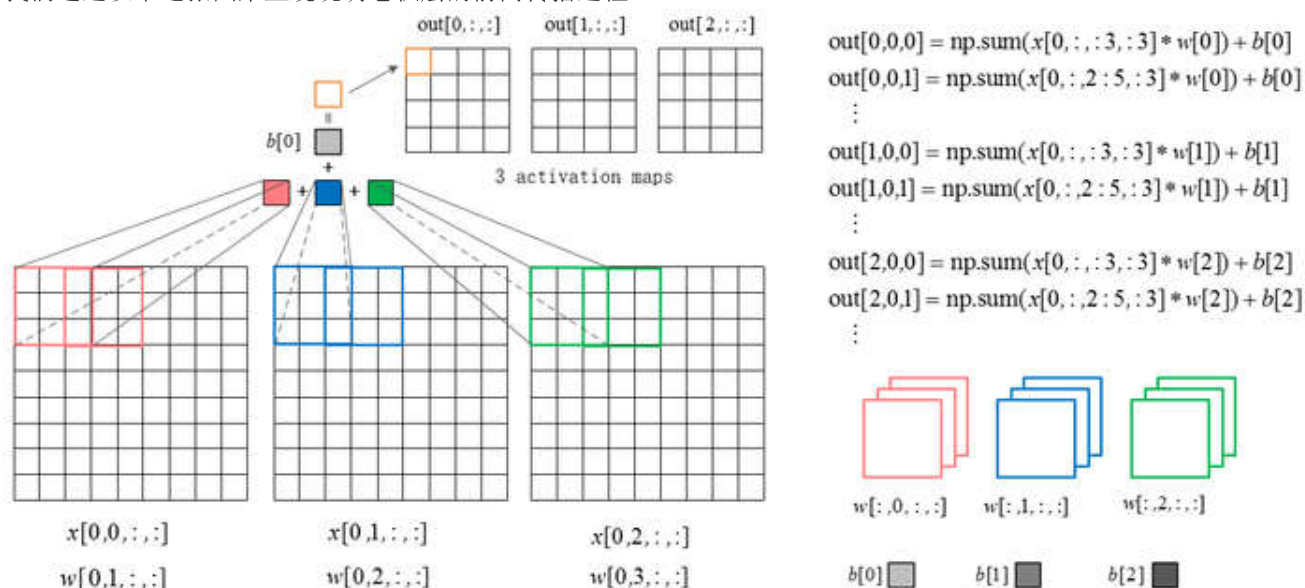 out[0,:,:] out[1,:,:] out[2,:,:]
b[0]
=
+
+ +
3 activation maps
x[0,0,:,:] x[0,1,:,:] x[0,2,:,:]
w[0,1,:,:] w[0,2,:,:] w[0,3,:,:]
out[0,0,0] = np.sum(x[0,:,:3,:3]*w[0])+b[0]
out[0,0,1] = np.sum(x[0,:,2:5,:3]*w[0])+b[0]
⋮
out[1,0,0] = np.sum(x[0,:,:3,:3]*w[1])+b[1]
out[1,0,1] = np.sum(x[0,:,2:5,:3]*w[1])+b[1]
⋮
out[2,0,0] = np.sum(x[0,:,:3,:3]*w[2])+b[2]
out[2,0,1] = np.sum(x[0,:,2:5,:3]*w[2])+b[2]
⋮
w[:,0,:,:] w[:,1,:,:] w[:,2,:,:]
b[0] b[1] b[2]